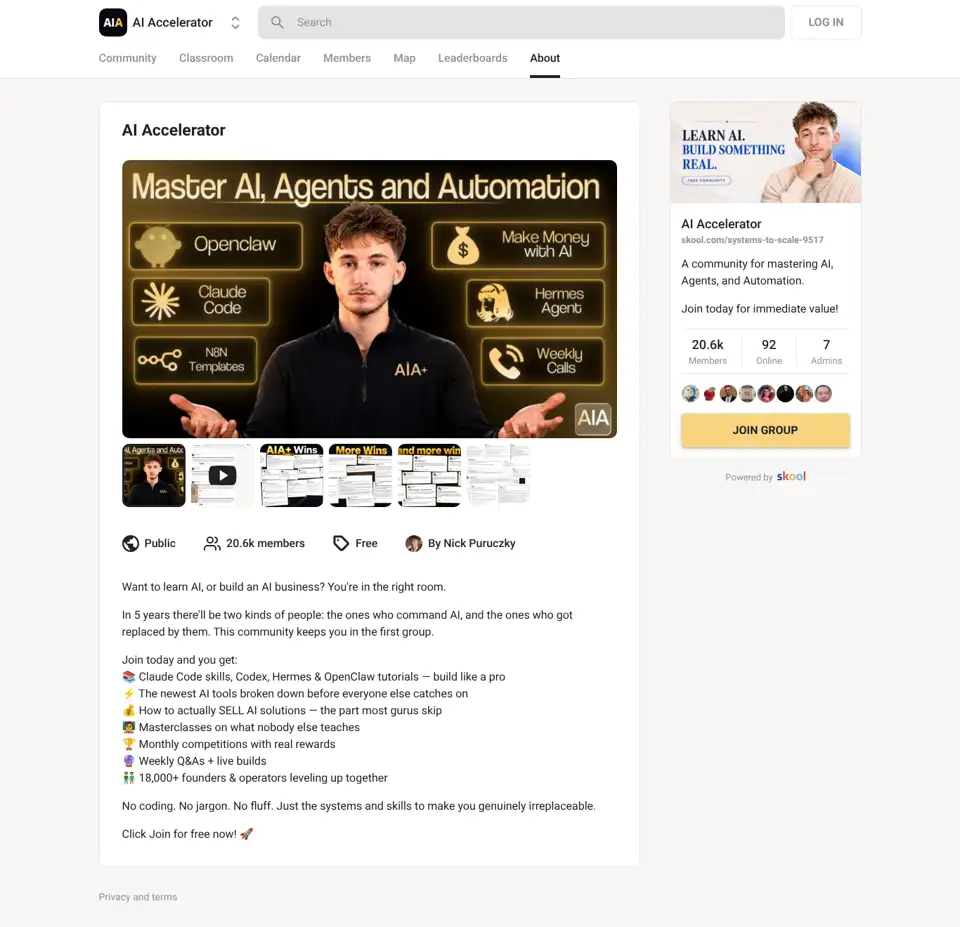 AIA AI Accelerator
Search
LOG IN
Community Classroom Calendar Members Map Leaderboards About
AI Accelerator
Master AI, Agents and Automation
Openclaw
Make Money
with AI
Claude
Code
Hermes
Agent
N8N
Templates
Weekly
Calls
AIA+
AIA
AIA+ Wins
More Wins
and more win
Public
20.6k members
Free
By Nick Puruczky
Want to learn AI, or build an AI business? You're in the right room.
In 5 years there'll be two kinds of people: the ones who command AI, and the ones who got
replaced by them. This community keeps you in the first group.
Join today and you get:
📚 Claude Code skills, Codex, Hermes & OpenClaw tutorials — build like a pro
⚡ The newest AI tools broken down before everyone else catches on
💰 How to actually SELL AI solutions — the part most gurus skip
👨‍🏫 Masterclasses on what nobody else teaches
🏆 Monthly competitions with real rewards
🔮 Weekly Q&As + live builds
👬 18,000+ founders & operators leveling up together
No coding. No jargon. No fluff. Just the systems and skills to make you genuinely irreplaceable.
Click Join for free now! 🚀
Privacy and terms
LEARN AI.
BUILD SOMETHING
REAL.
FREE COMMUNITY
AI Accelerator
skool.com/systems-to-scale-9517
A community for mastering AI,
Agents, and Automation.
Join today for immediate value!
20.6k
Members
92
Online
7
Admins
JOIN GROUP
Powered by skool